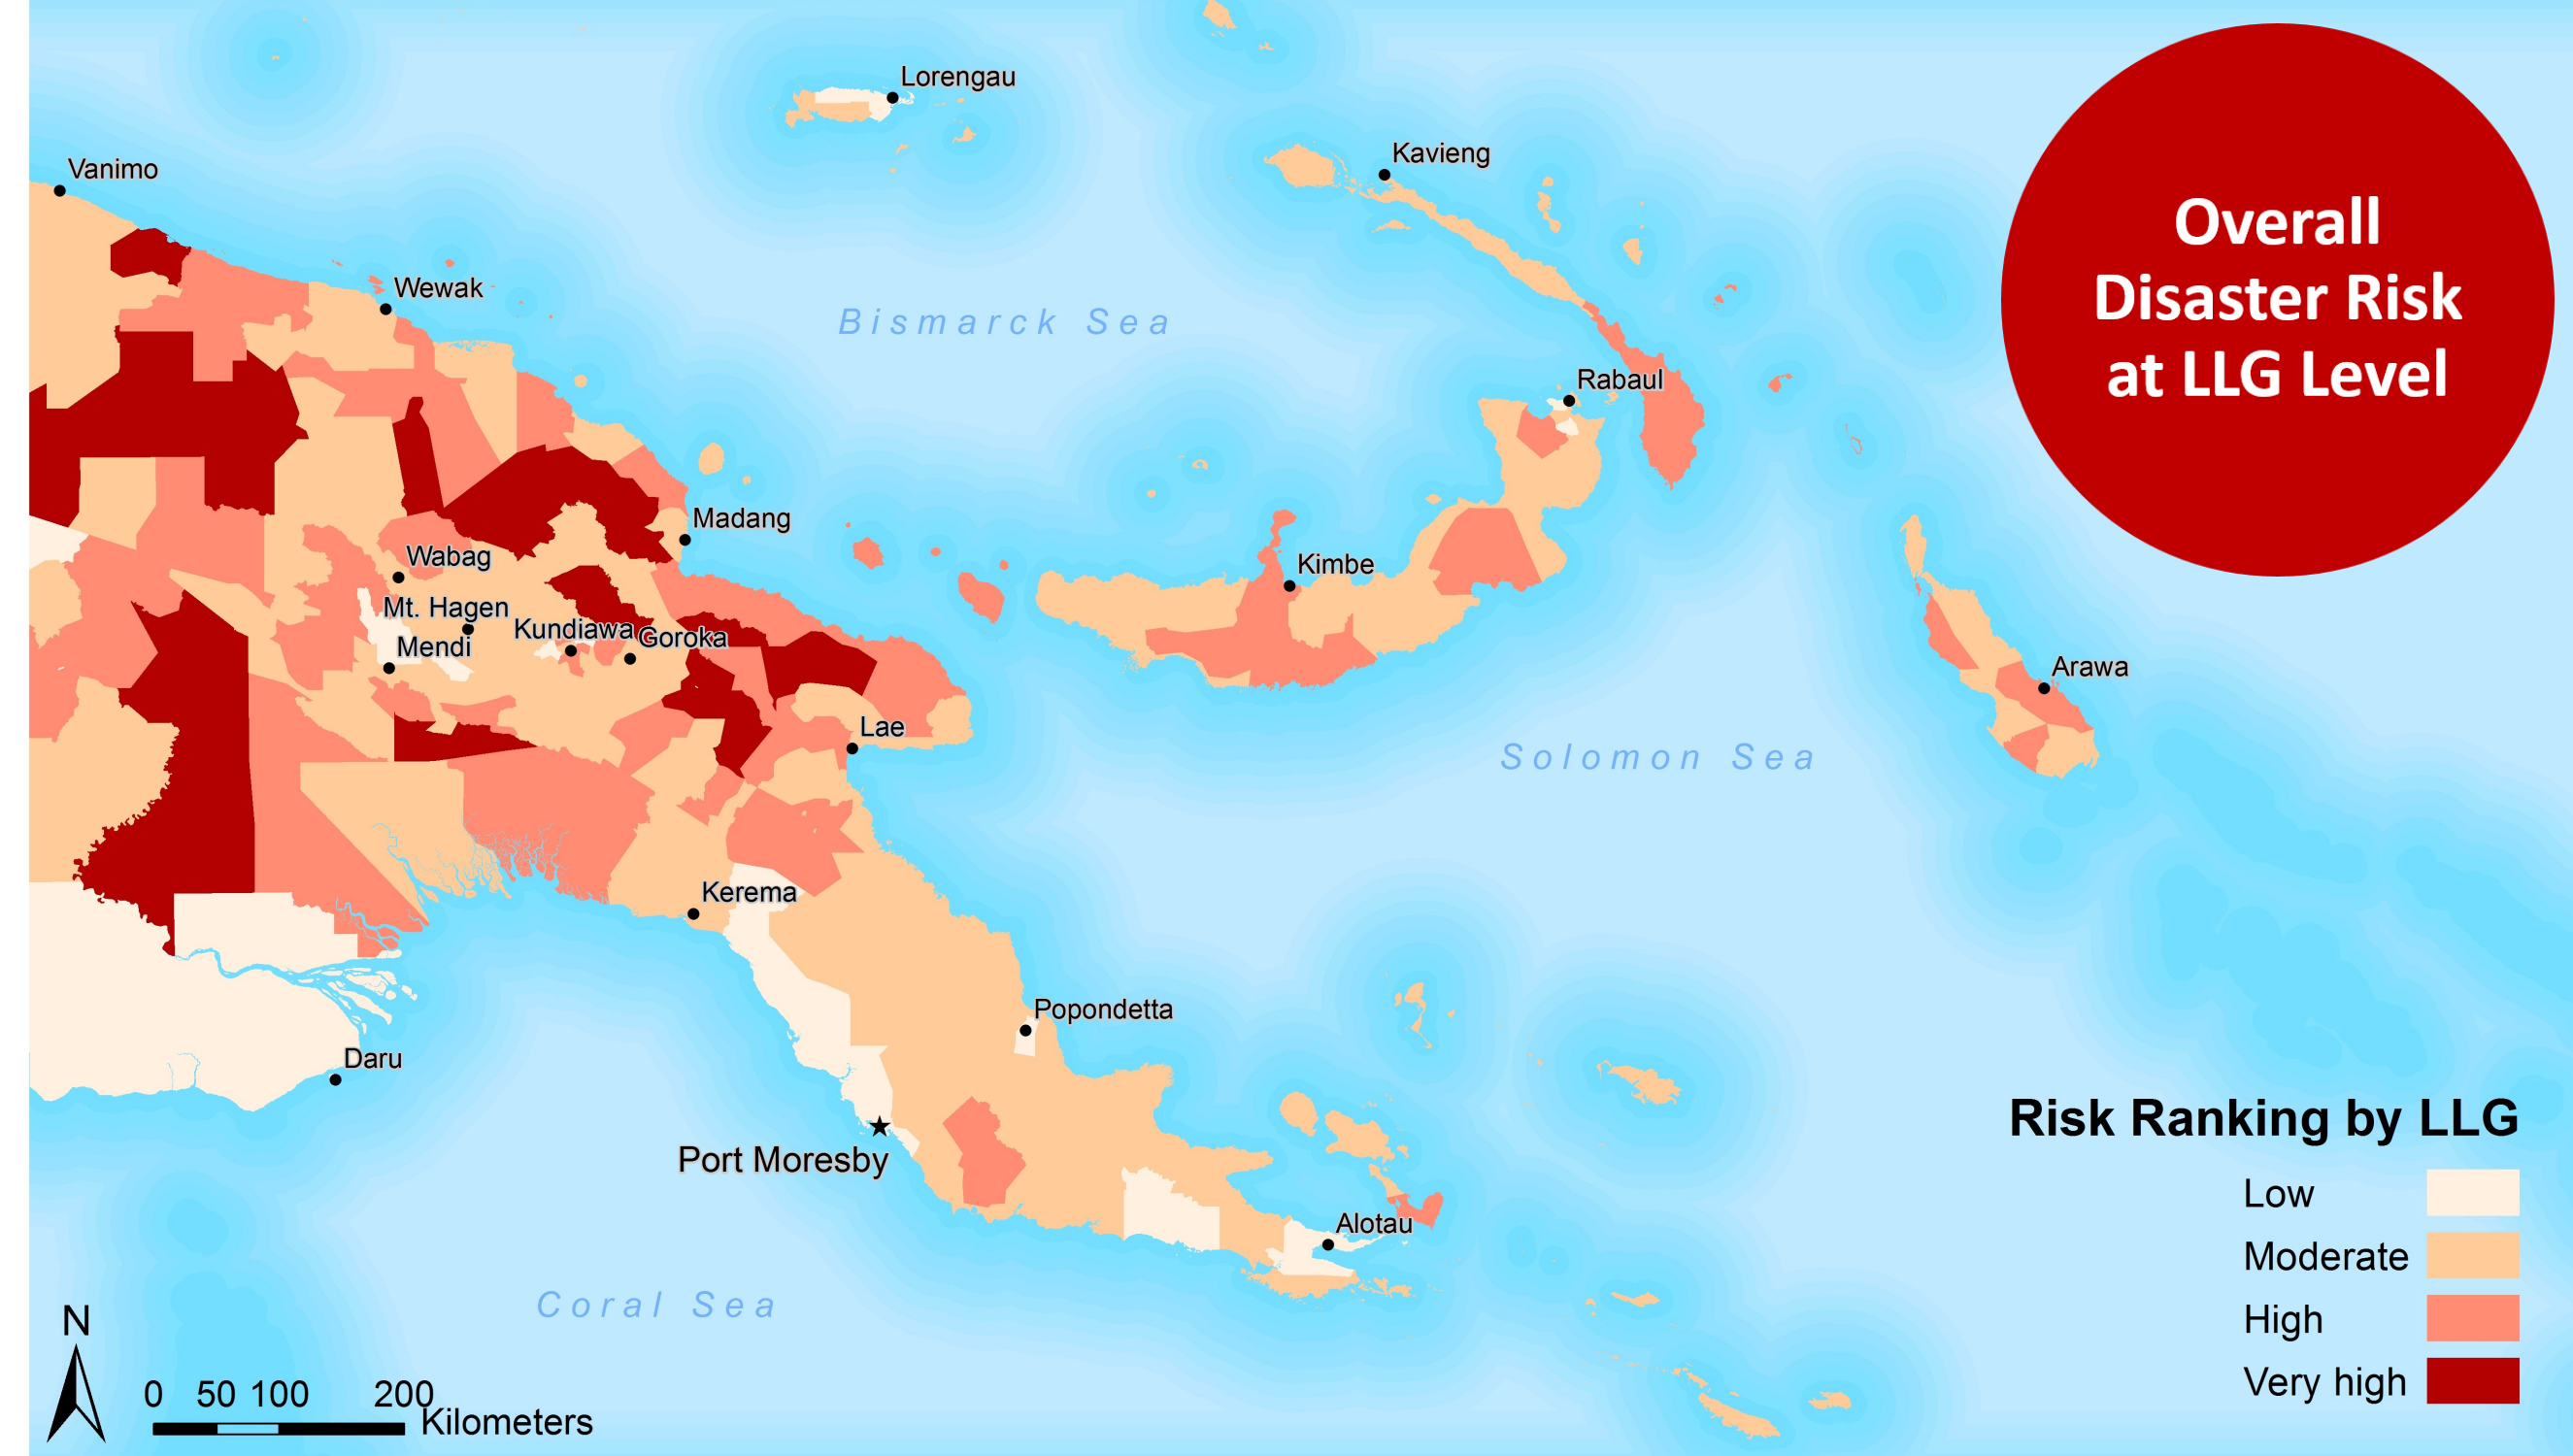 Overall
Disaster Risk
at LLG Level
Lorengau
Kavieng
Vanimo
Wewak
Bismarck Sea
Rabaul
Madang
Wabag
Kimbe
Mt. Hagen
Kundiawa
Goroka
Mendi
Arawa
Lae
Solomon Sea
Kerema
Popondetta
Daru
Port Moresby
Alotau
Coral Sea
Risk Ranking by LLG
Low
Moderate
High
Very high
N
0 50 100 200
Kilometers